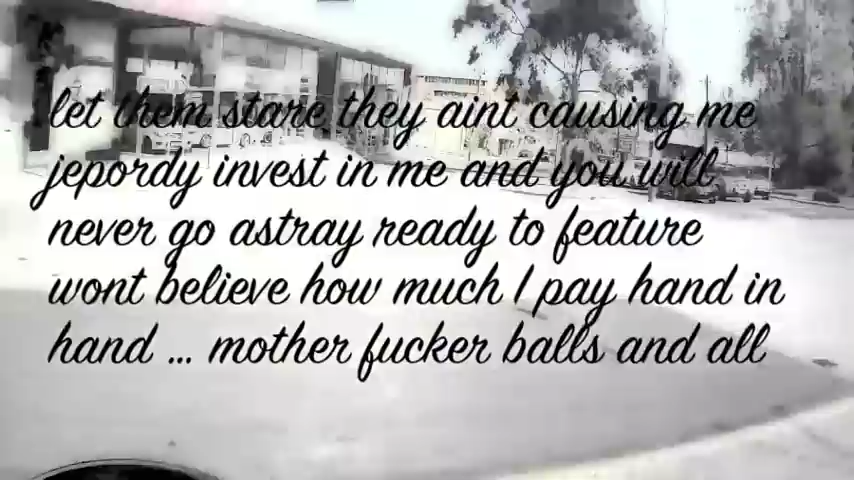 let them stare they aint causing me
jepordy invest in me and you will
never go astray ready to feature
wont believe how much I pay hand in
hand ... mother fucker balls and all